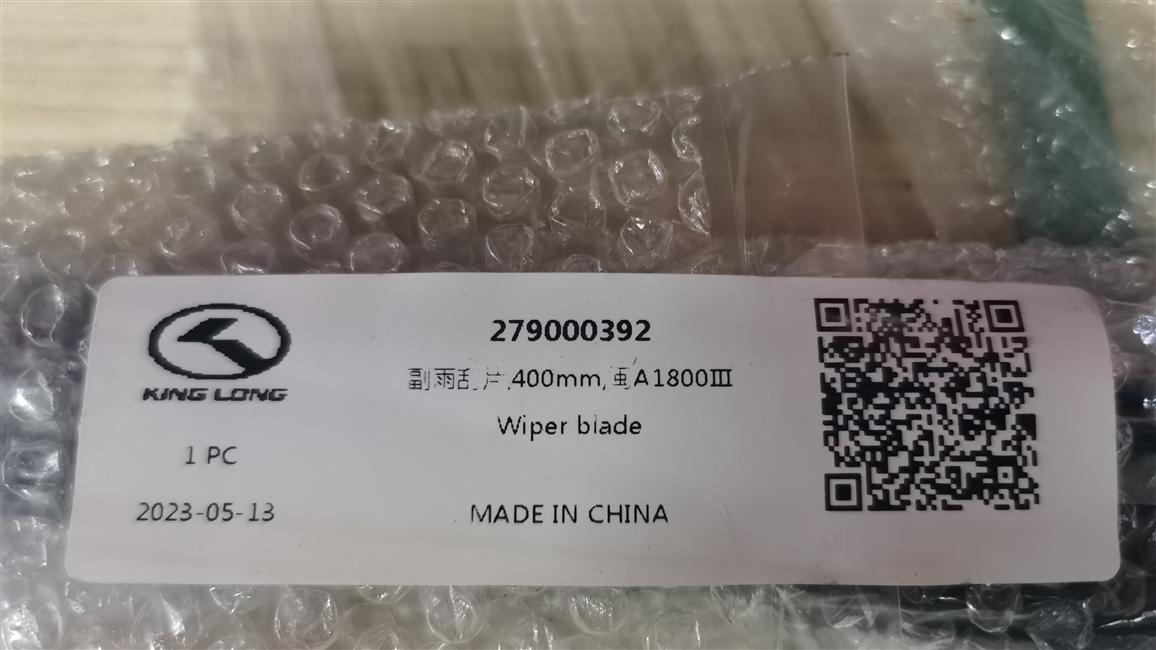 KING LONG
279000392
副雨刮片,400mm,A1800Ⅲ
Wiper blade
1 PC
2023-05-13
MADE IN CHINA